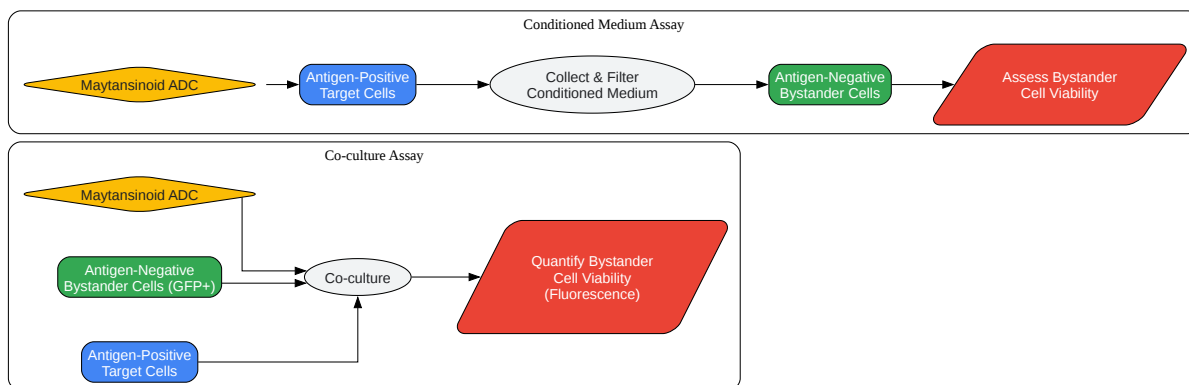 Conditioned Medium Assay
Maytansinoid ADC
Antigen-Positive
Target Cells
Collect & Filter
Conditioned Medium
Antigen-Negative
Bystander Cells
Assess Bystander
Cell Viability
Co-culture Assay
Maytansinoid ADC
Antigen-Negative
Bystander Cells (GFP+)
Antigen-Positive
Target Cells
Co-culture
Quantify Bystander
Cell Viability
(Fluorescence)